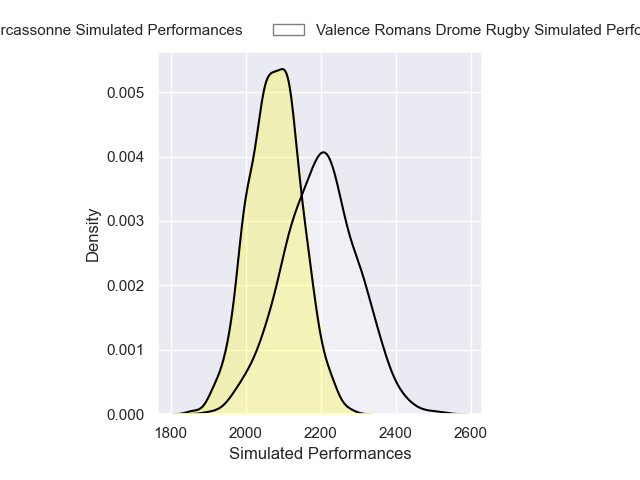 rcassonne Simulated Performances Valence Romans Drome Rugby Simulated Perfo
0.005
0.004
0.003
0.002
0.001
0.000
Density
1800 2000 2200 2400 2600
Simulated Performances